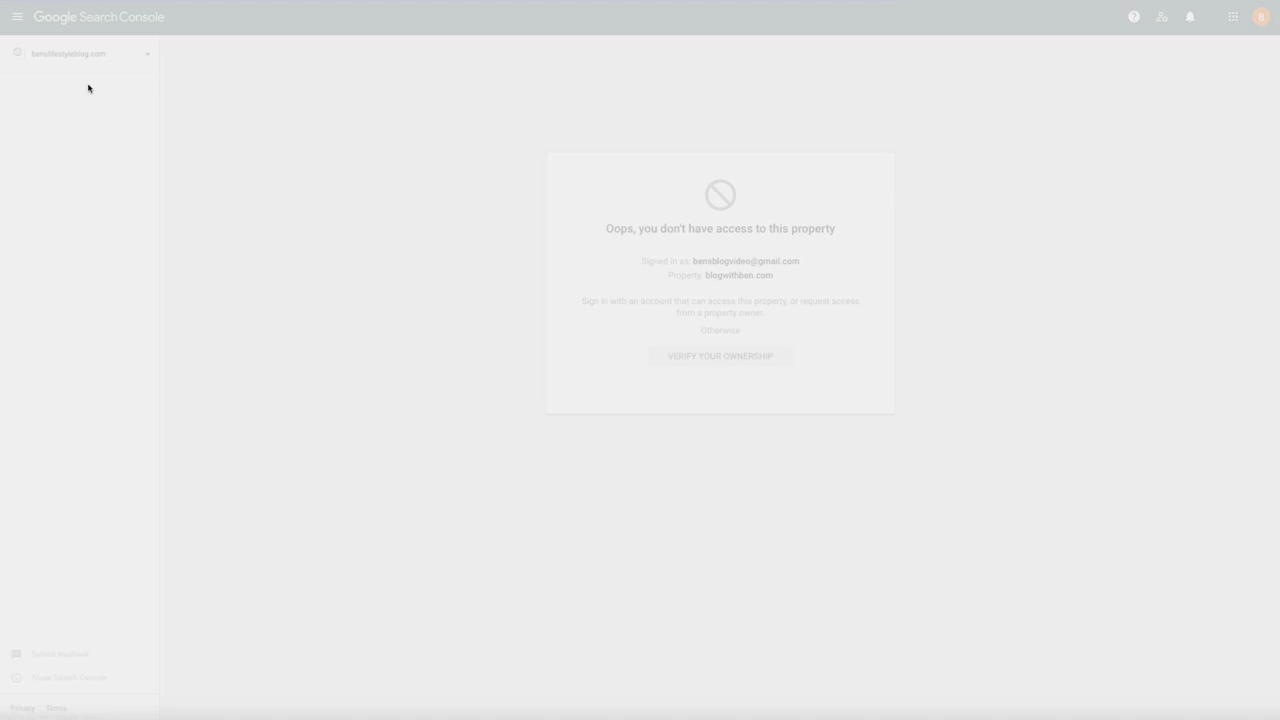 Google Search Console
B
benslifestyleblog.com
Oops, you don't have access to this property
Signed in as: bensblogvideo@gmail.com
Property: blogwithben.com
Sign in with an account that can access this property, or request access
from a property owner.
Otherwise
VERIFY YOUR OWNERSHIP
Submit feedback
About Search Console
Privacy Terms